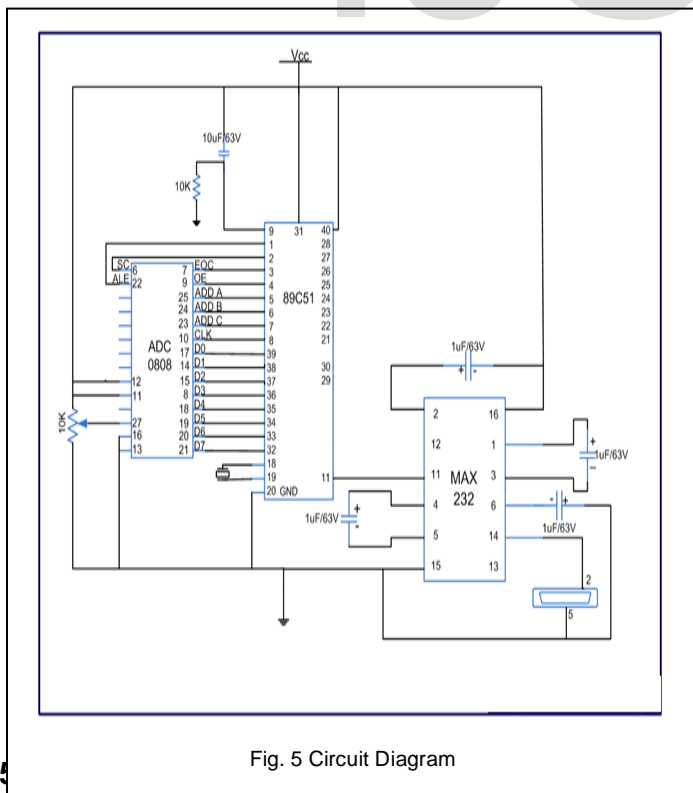 Vcc
10uF/63V
10K
9 31 40
1 28
2 27
SC 6 7 EOC 3 26
ALE 22 9 OE 4 25
89C51
25 ADD A 5 24
24 ADD B 6 23
23 ADD C 7 22
10 CLK 8 21
ADC
0808
17 D0 39
14 D1 38 30
12 15 D2 37 29
11 8 D3 36
18 D4 35
10K 27 19 D5 34
16 20 D6 33
13 21 D7 32
18
19 11
20 GND
1uF/63V
+ -
2 16
12 1
11 3
MAX
232
4 6
5 14
15 13
+
1uF/63V
-
+
1uF/63V
-
- +
1uF/63V
2
5
Fig. 5 Circuit Diagram